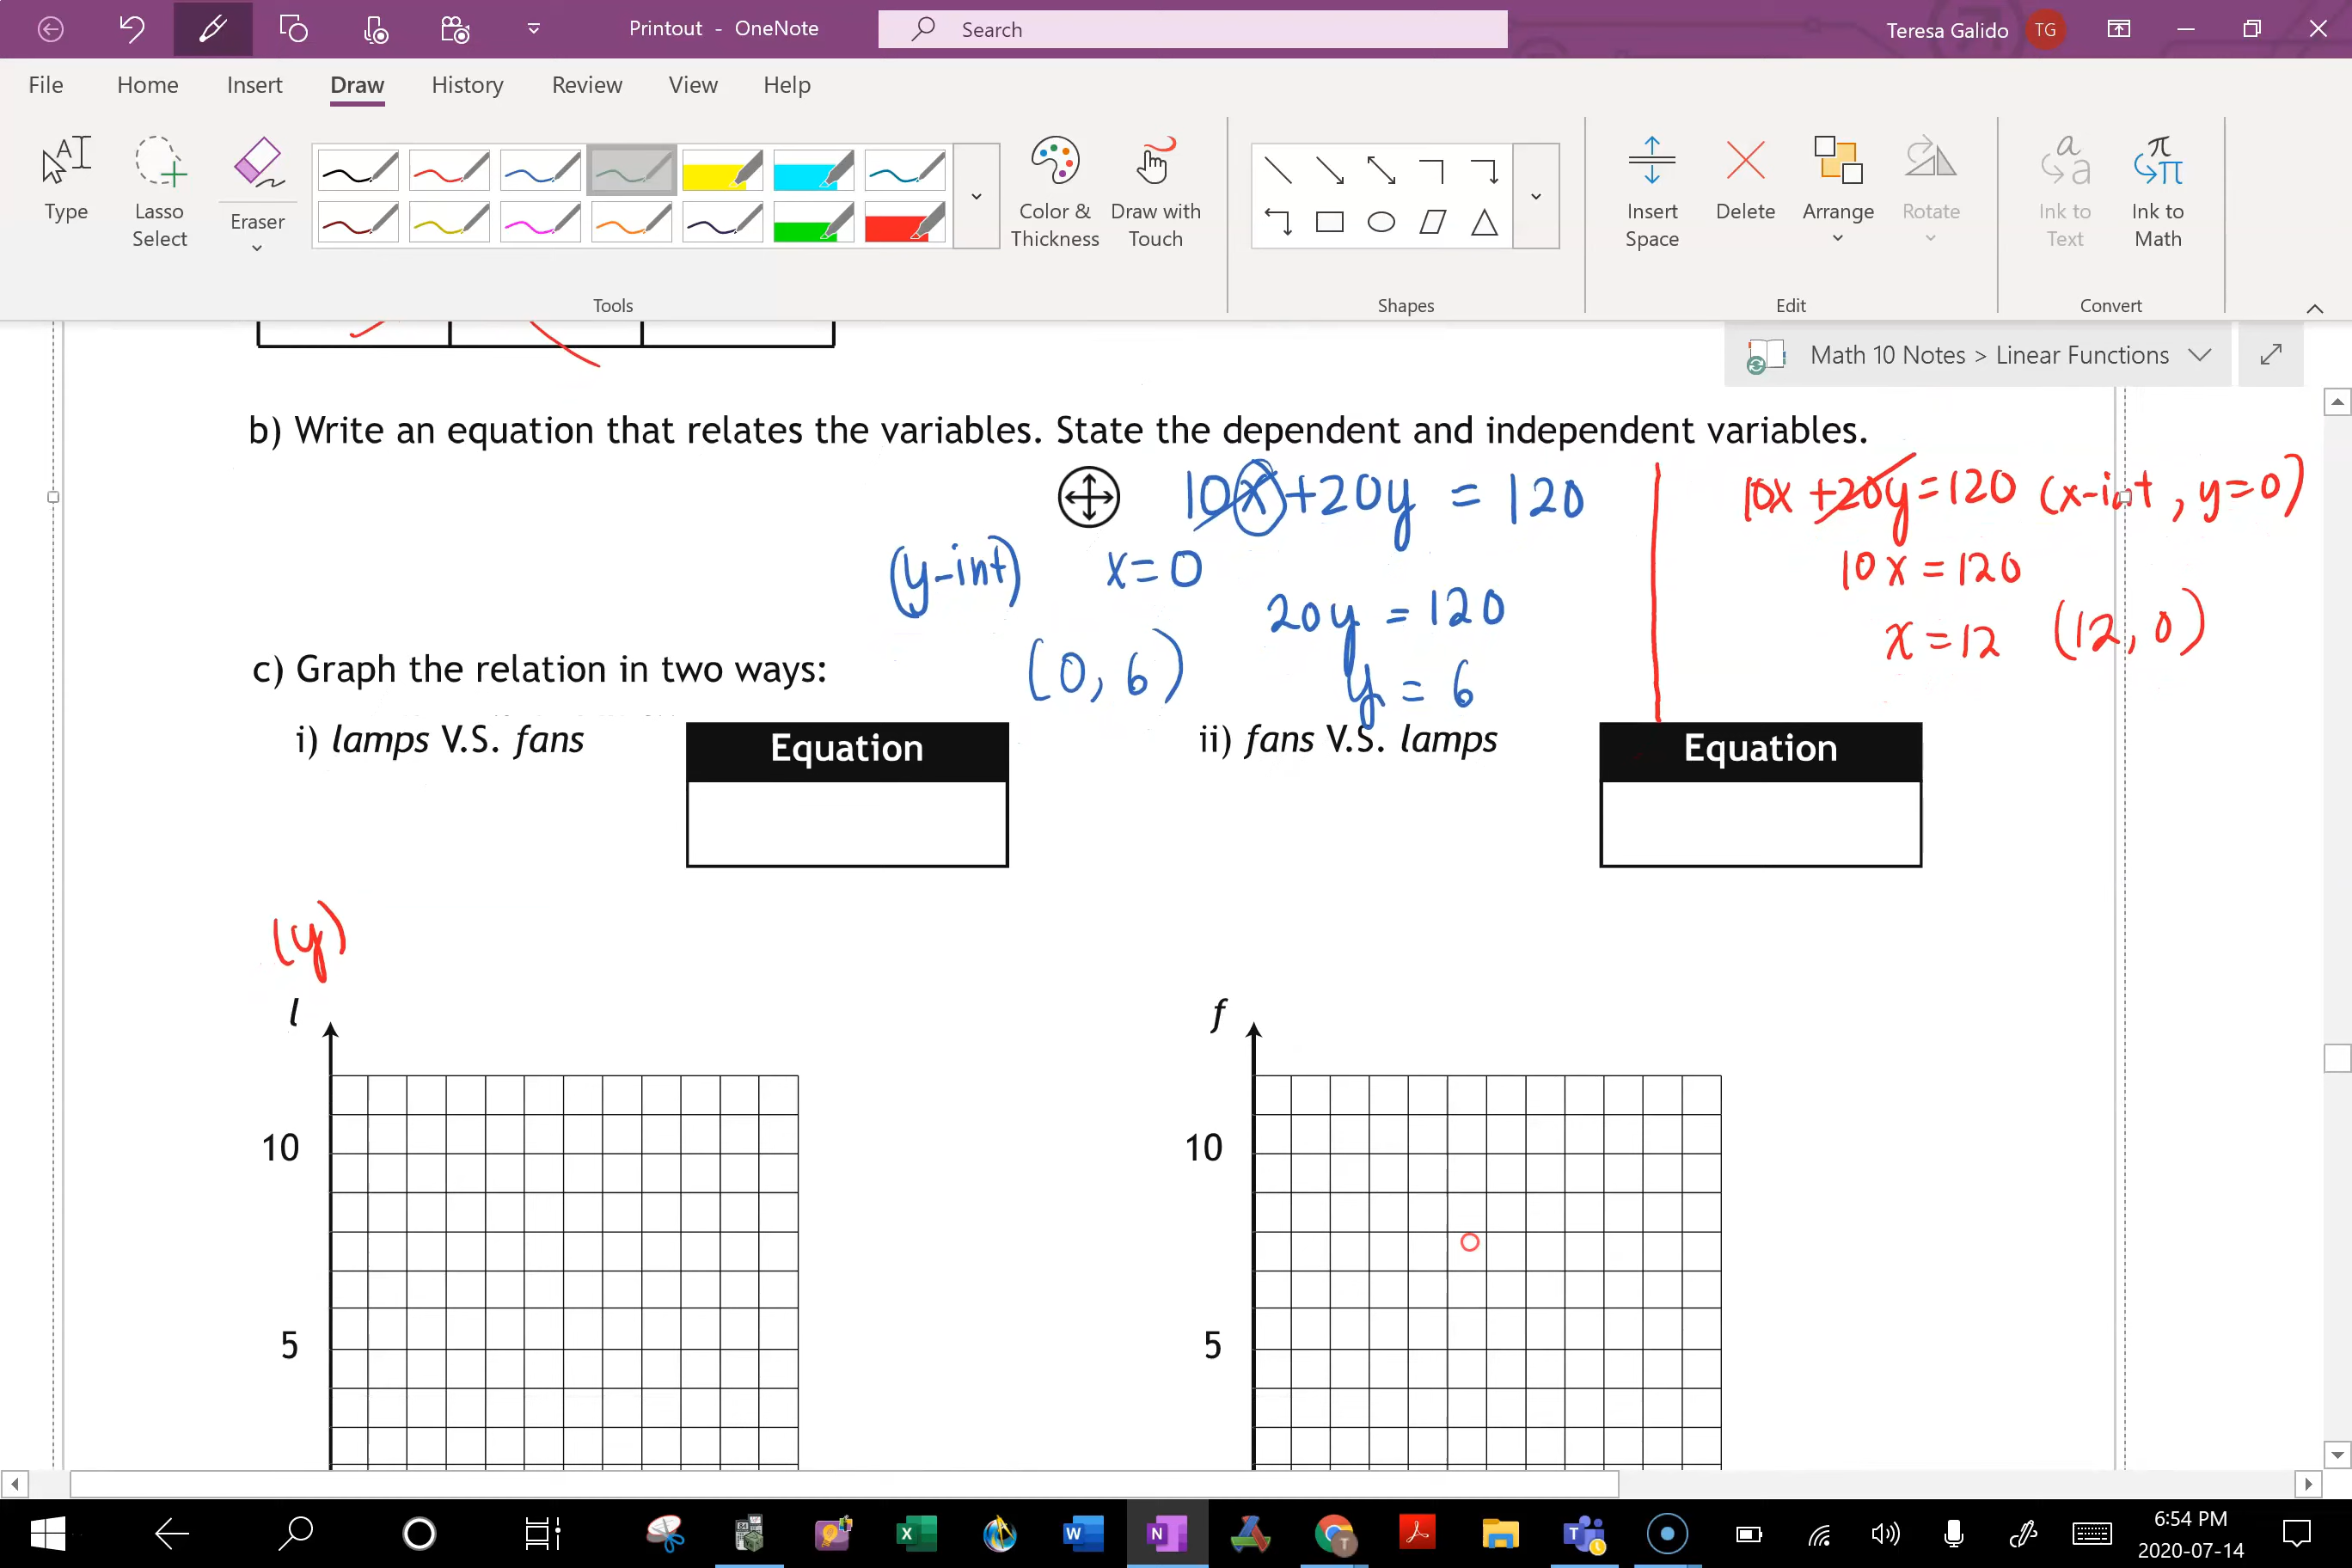 Printout - OneNote
Search
Teresa Galido TG
File Home Insert Draw History Review View Help
Type
Lasso Select
Eraser
Color & Thickness
Draw with Touch
Insert Space
Delete
Arrange
Rotate
Ink to Text
Ink to Math
Tools Shapes Edit Convert
Math 10 Notes > Linear Functions
b) Write an equation that relates the variables. State the dependent and independent variables.
10x + 20y = 120
(y-int) x = 0
20y = 120
(0, 6) y = 6
10x + 20y = 120 (x-int, y=0)
10x = 120
x = 12 (12, 0)
c) Graph the relation in two ways:
i) lamps V.S. fans
Equation
ii) fans V.S. lamps
Equation
(y)
l
10
5
f
10
5
6:54 PM
2020-07-14